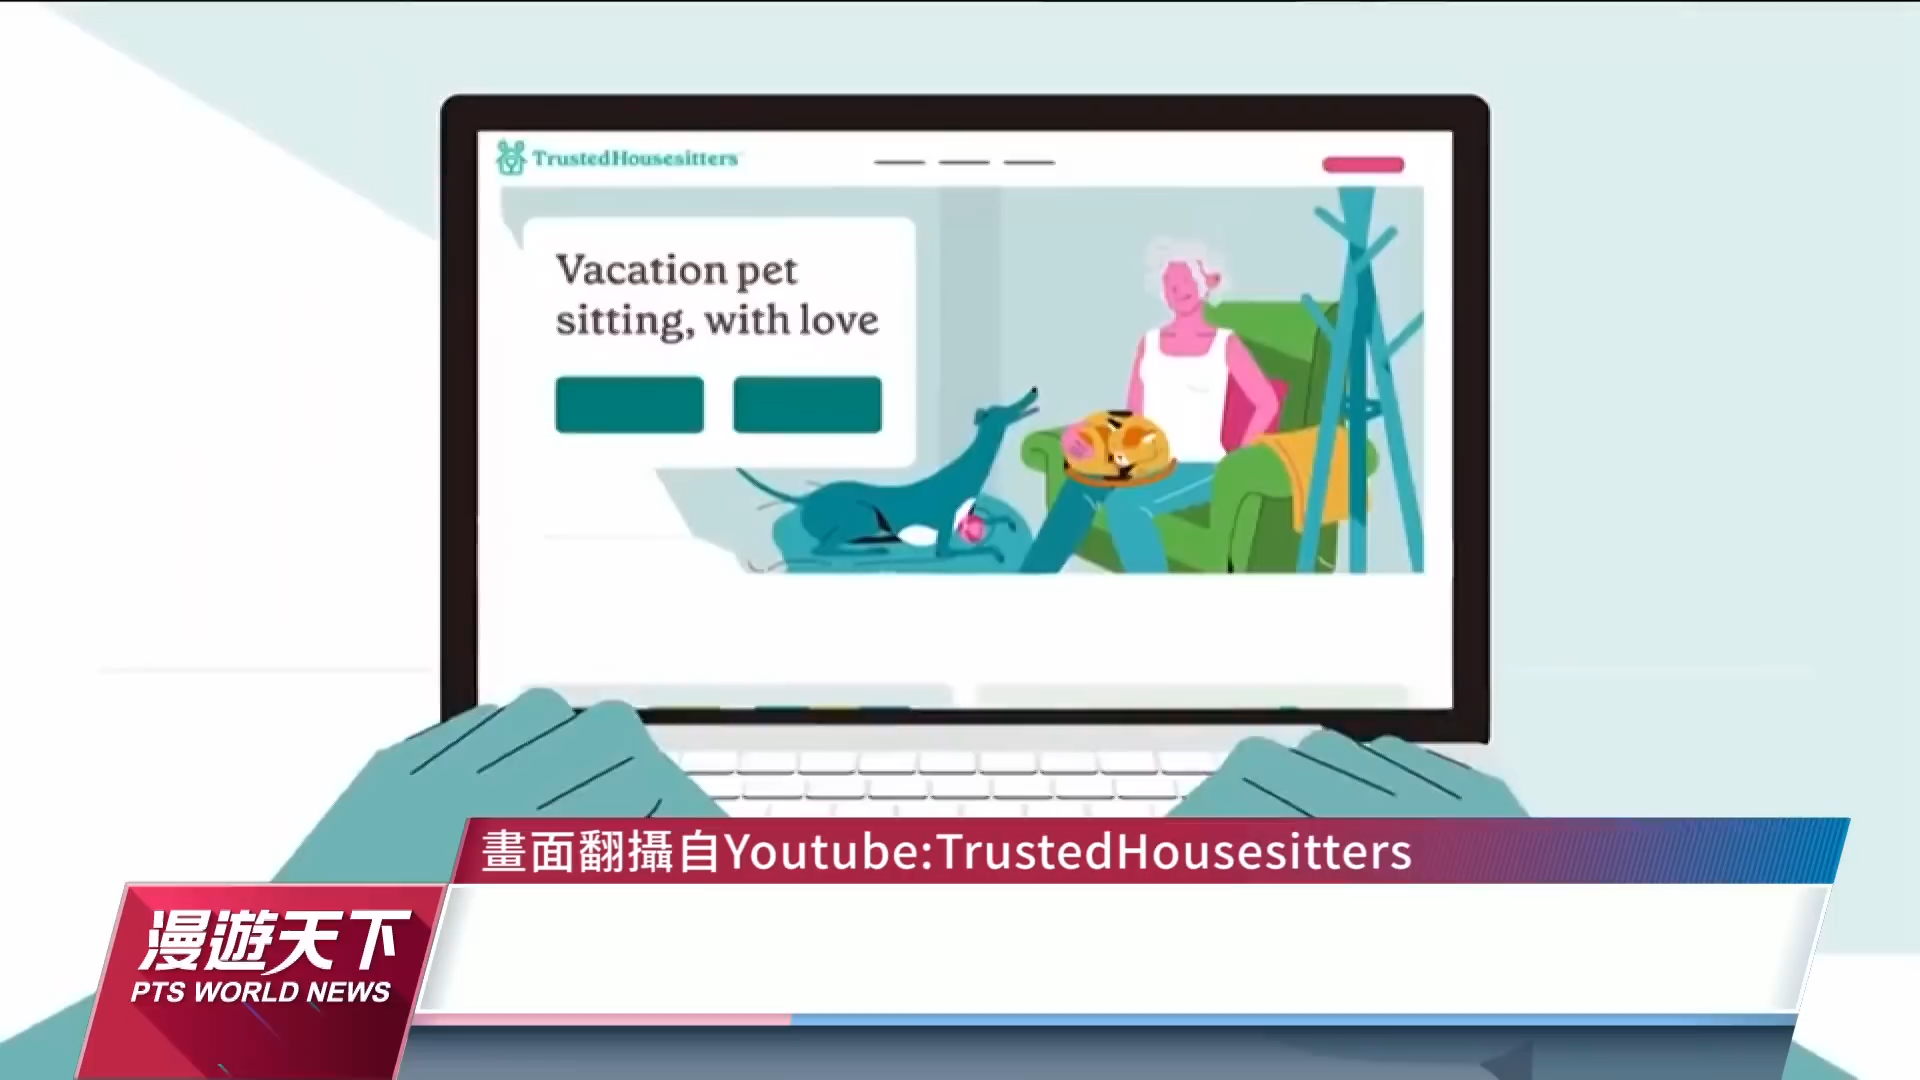 TrustedHousesitters
Vacation pet
sitting, with love
畫面翻攝自Youtube:TrustedHousesitters
漫遊天下
PTS WORLD NEWS